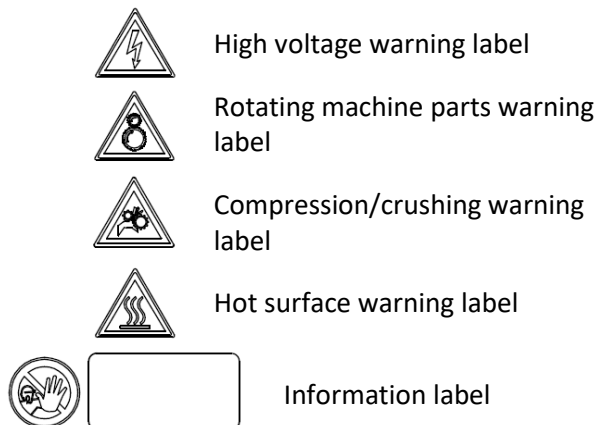 High voltage warning label
Rotating machine parts warning
label
Compression/crushing warning
label
Hot surface warning label
Information label